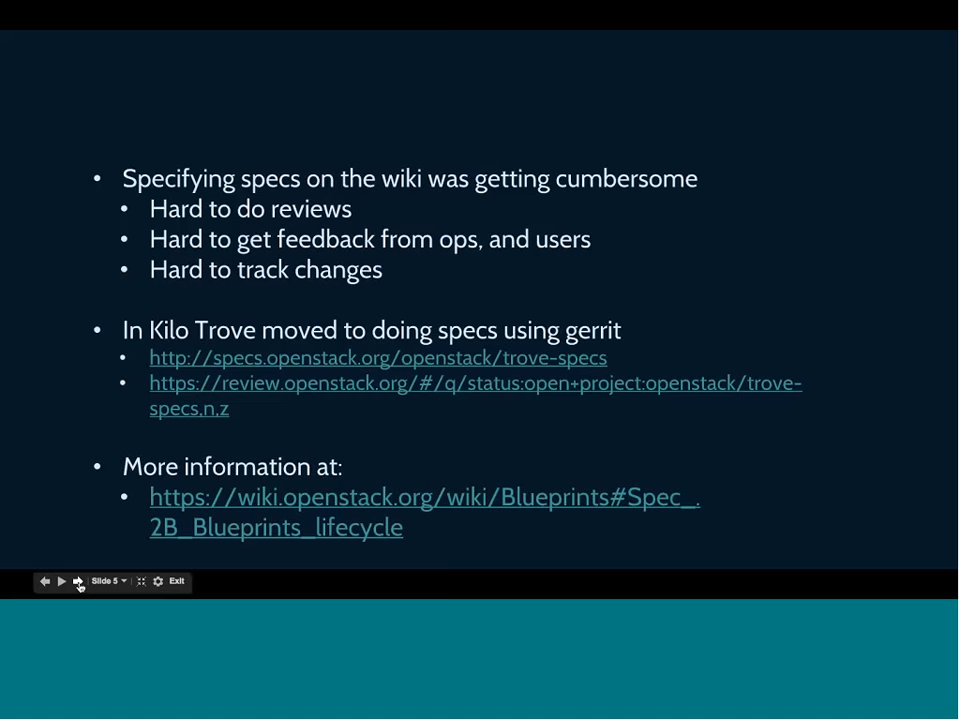 • Specifying specs on the wiki was getting cumbersome
• Hard to do reviews
• Hard to get feedback from ops, and users
• Hard to track changes
• In Kilo Trove moved to doing specs using gerrit
• http://specs.openstack.org/openstack/trove-specs
• https://review.openstack.org/#/q/status:open+project:openstack/trove-
specs,n,z
• More information at:
• https://wiki.openstack.org/wiki/Blueprints#Spec_.
2B_Blueprints_lifecycle
Slide 5
Exit